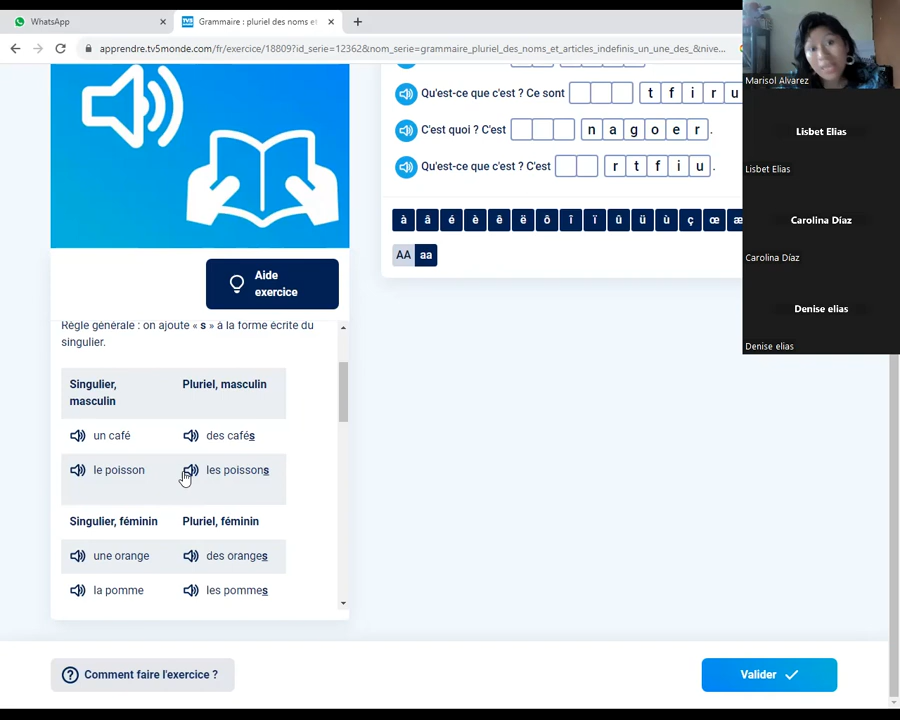 WhatsApp
TV5 Grammaire : pluriel des noms et
apprendre.tv5monde.com/fr/exercice/18809?id_serie=12362&nom_serie=grammaire_pluriel_des_noms_et_articles_indefinis_un_une_des_&nive...
Marisol Alvarez
Lisbet Elias
Lisbet Elias
Carolina Díaz
Carolina Díaz
Denise elias
Denise elias
Qu'est-ce que c'est ? Ce sont t f i r u
C'est quoi ? C'est n a g o e r .
Qu'est-ce que c'est ? C'est r t f i u .
à â é è ê ë ô î ï û ü ù ç œ æ
AA aa
Aide
exercice
Règle générale : on ajoute « s » à la forme écrite du
singulier.
Singulier, masculin
Pluriel, masculin
un café des cafés
le poisson les poissons
Singulier, féminin Pluriel, féminin
une orange des oranges
la pomme les pommes
Comment faire l'exercice ?
Valider